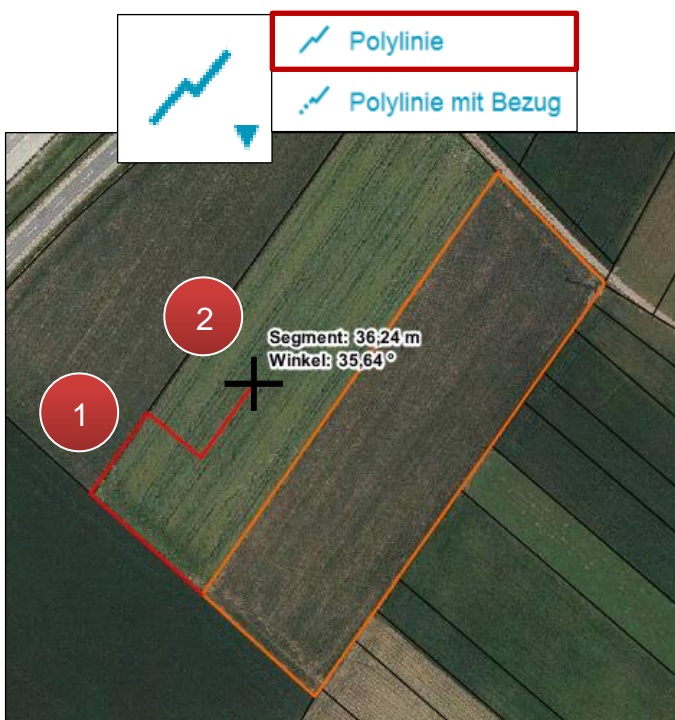 Polylinie
Polylinie mit Bezug
2
Segment: 36,24 m
Winkel: 35,64°
1